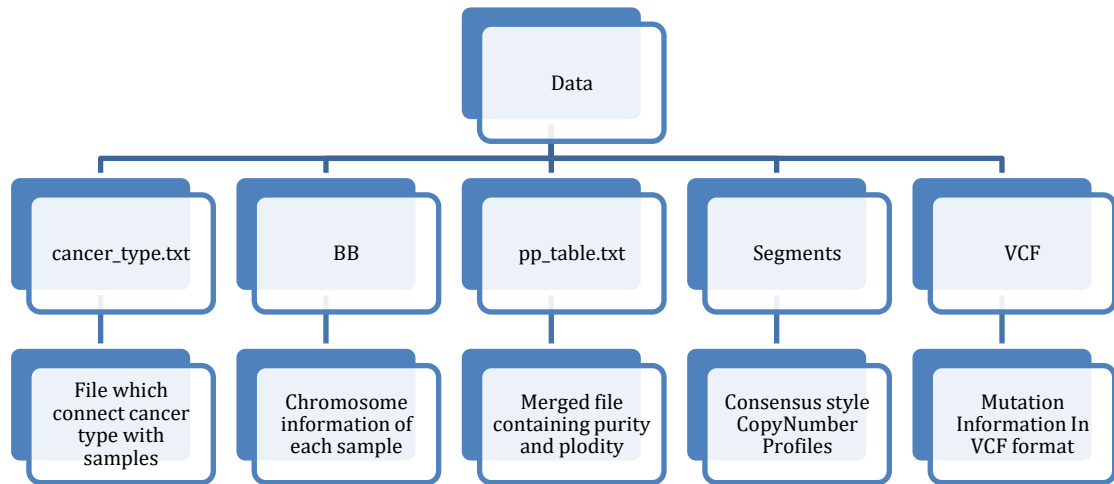 Data
cancer_type.txt
BB
pp_table.txt
Segments
VCF
File which
connect cancer
type with
samples
Chromosome
information of
each sample
Merged file
containing purity
and plodity
Consensus style
CopyNumber
Profiles
Mutation
Information In
VCF format